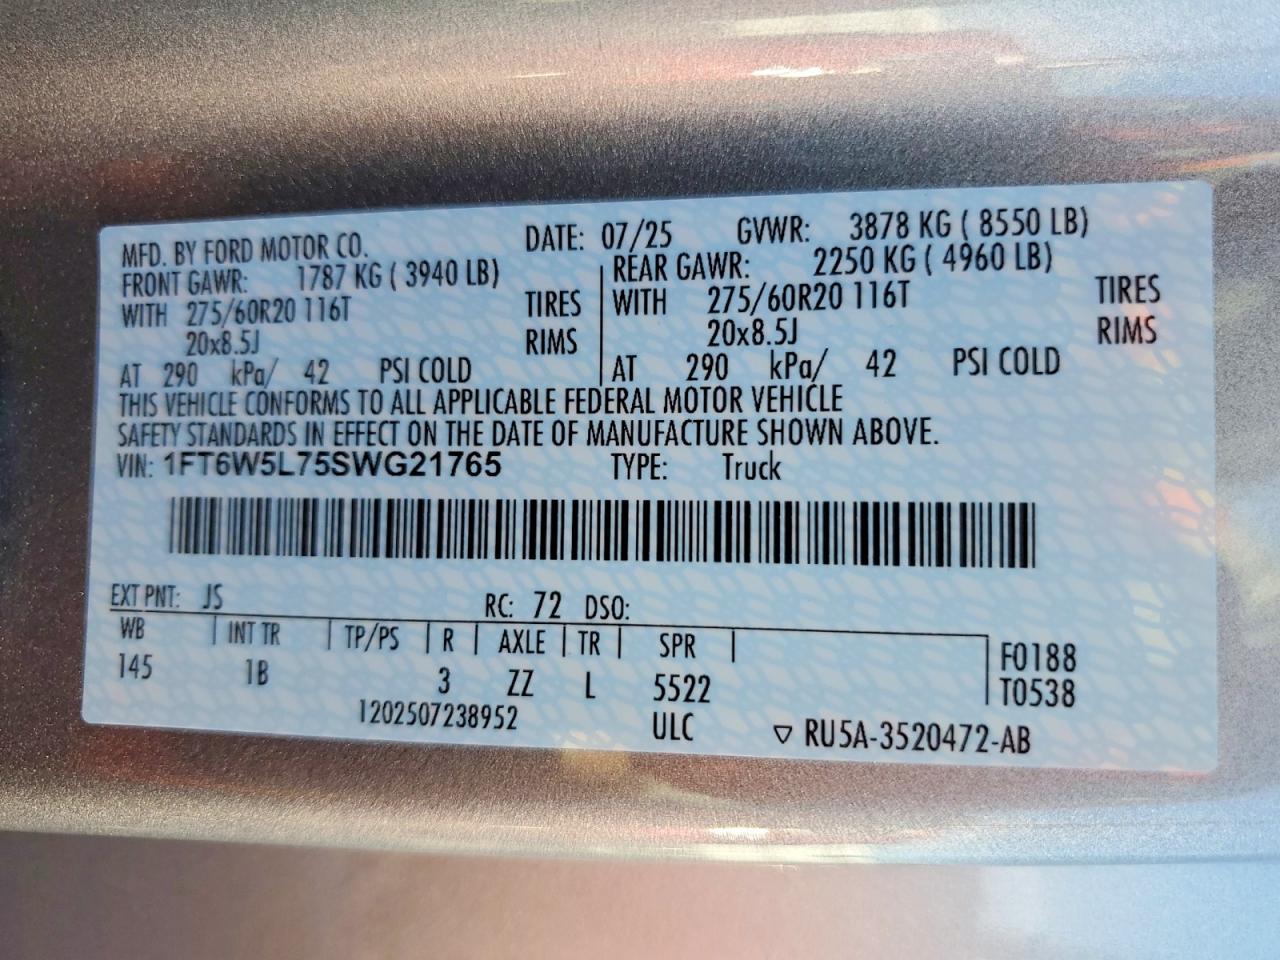 MFD. BY FORD MOTOR CO. DATE: 07/25 GVWR: 3878 KG ( 8550 LB)
FRONT GAWR: 1787 KG ( 3940 LB) REAR GAWR: 2250 KG ( 4960 LB)
WITH 275/60R20 116T TIRES WITH 275/60R20 116T TIRES
20x8.5J RIMS 20x8.5J RIMS
AT 290 kPa/ 42 PSI COLD AT 290 kPa/ 42 PSI COLD
THIS VEHICLE CONFORMS TO ALL APPLICABLE FEDERAL MOTOR VEHICLE
SAFETY STANDARDS IN EFFECT ON THE DATE OF MANUFACTURE SHOWN ABOVE.
VIN: 1FT6W5L75SWG21765 TYPE: Truck
EXT PNT: JS RC: 72 DSO:
WB INT TR TP/PS R AXLE TR SPR F0188
145 1B 3 ZZ L 5522 T0538
1202507238952 ULC ▽ RU5A-3520472-AB